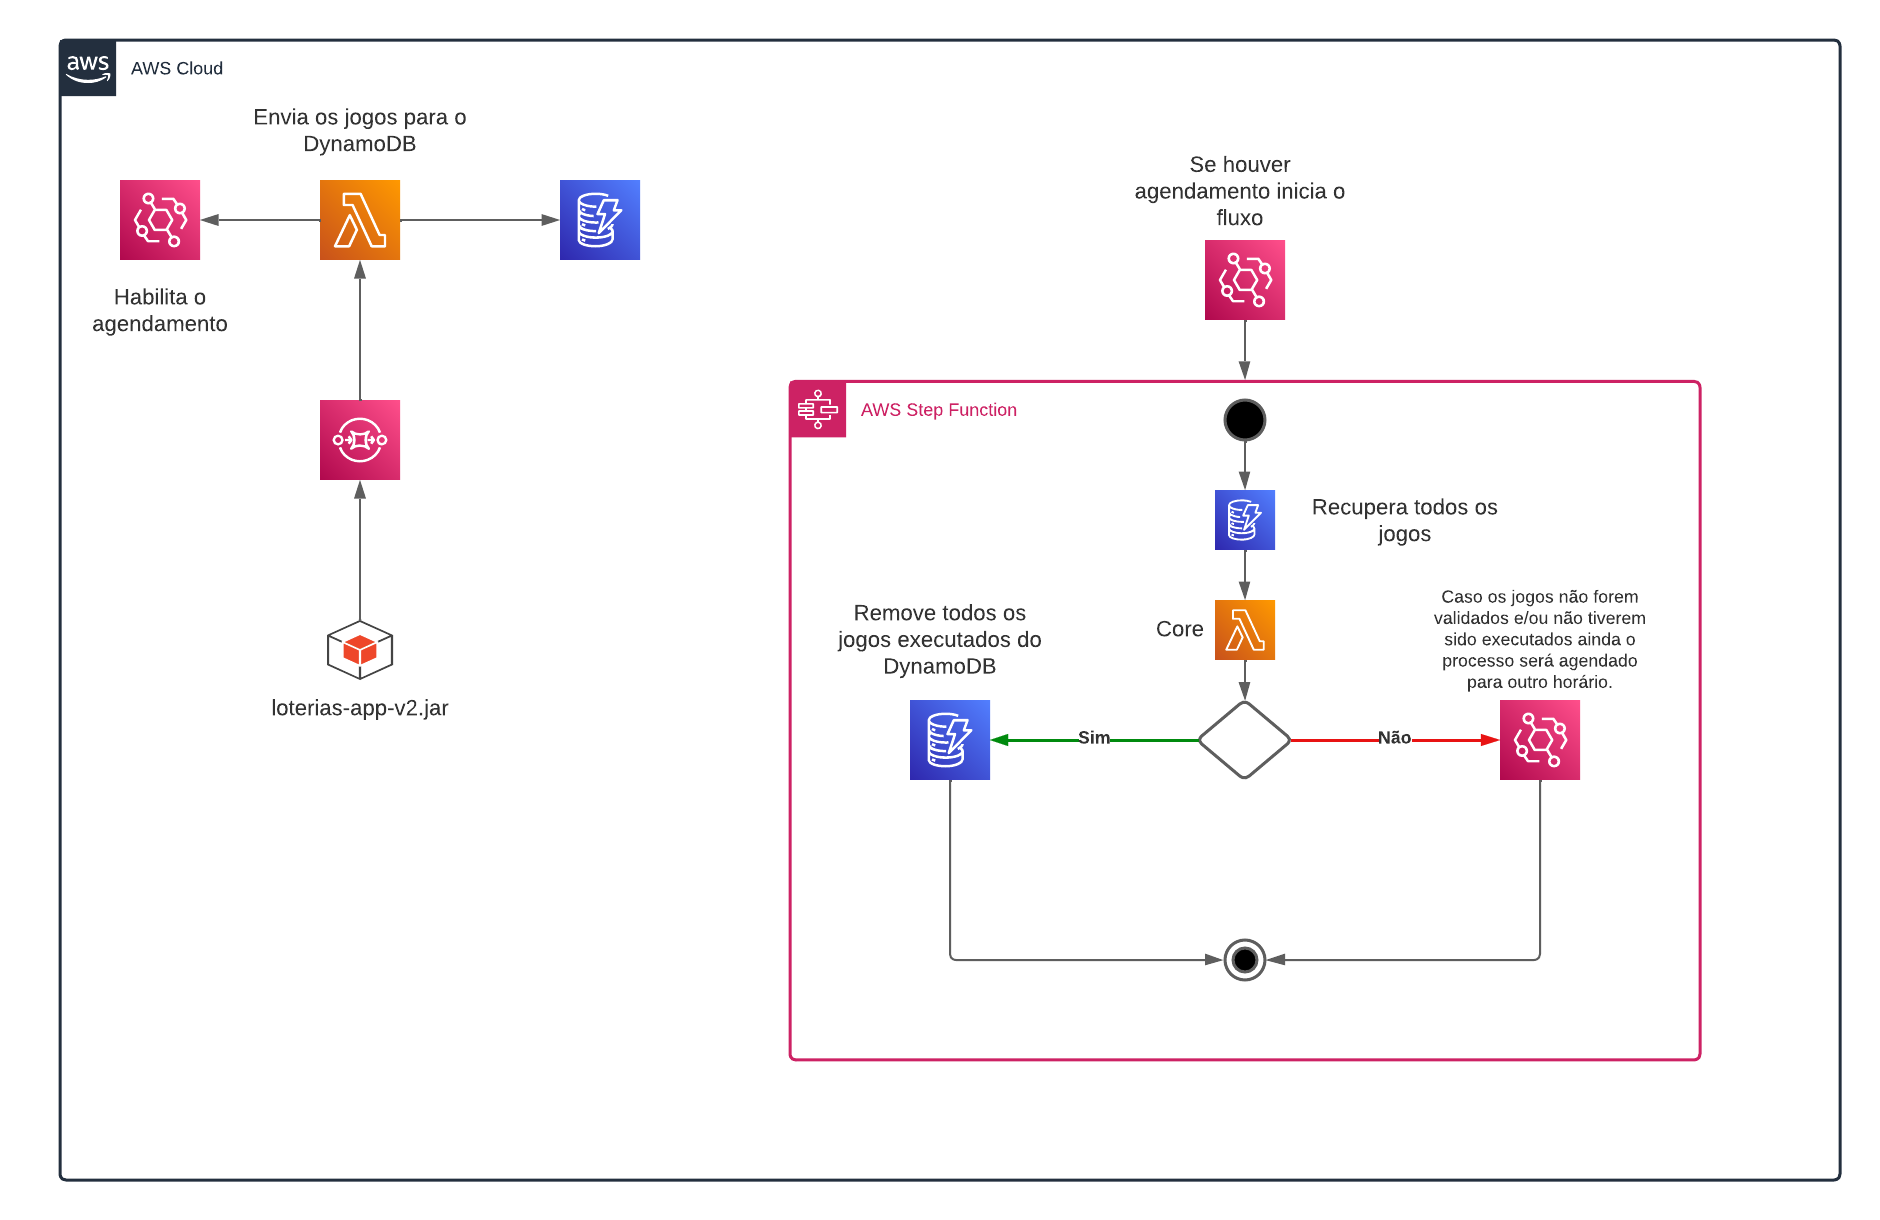 aws
AWS Cloud
Envia os jogos para o
DynamoDB
Habilita o
agendamento
loterias-app-v2.jar
Se houver
agendamento inicia o
fluxo
AWS Step Function
Recupera todos os
jogos
Core
Remove todos os
jogos executados do
DynamoDB
Caso os jogos não forem
validados e/ou não tiverem
sido executados ainda o
processo será agendado
para outro horário.
Sim
Não